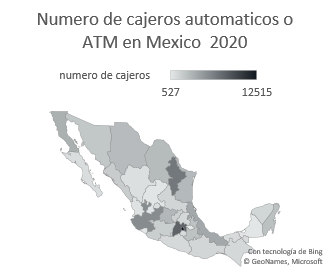 Numero de cajeros automaticos o
ATM en Mexico 2020
numero de cajeros
527 12515
Con tecnología de Bing
© GeoNames, Microsoft